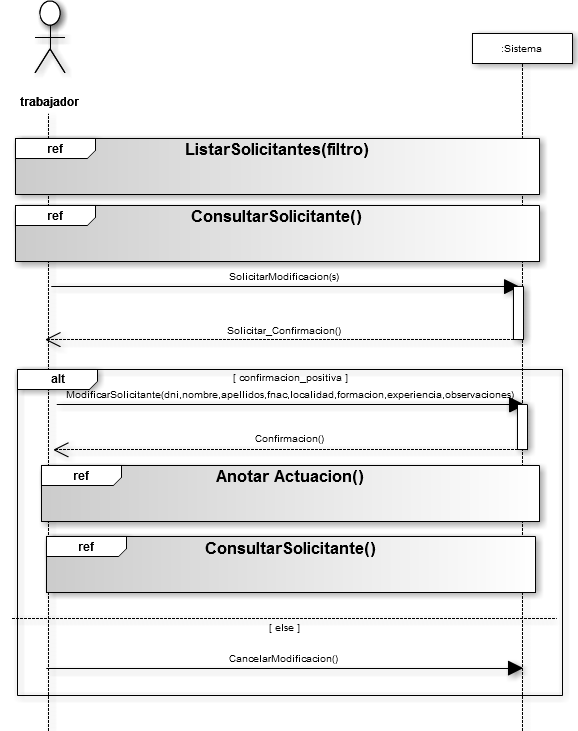 :Sistema
trabajador
ref
ListarSolicitantes(filtro)
ref
ConsultarSolicitante()
SolicitarModificacion(s)
Solicitar_Confirmacion()
alt
[ confirmacion_positiva ]
ModificarSolicitante(dni,nombre,apellidos,fnac,localidad,formacion,experiencia,observaciones)
Confirmacion()
ref
Anotar Actuacion()
ref
ConsultarSolicitante()
[ else ]
CancelarModificacion()